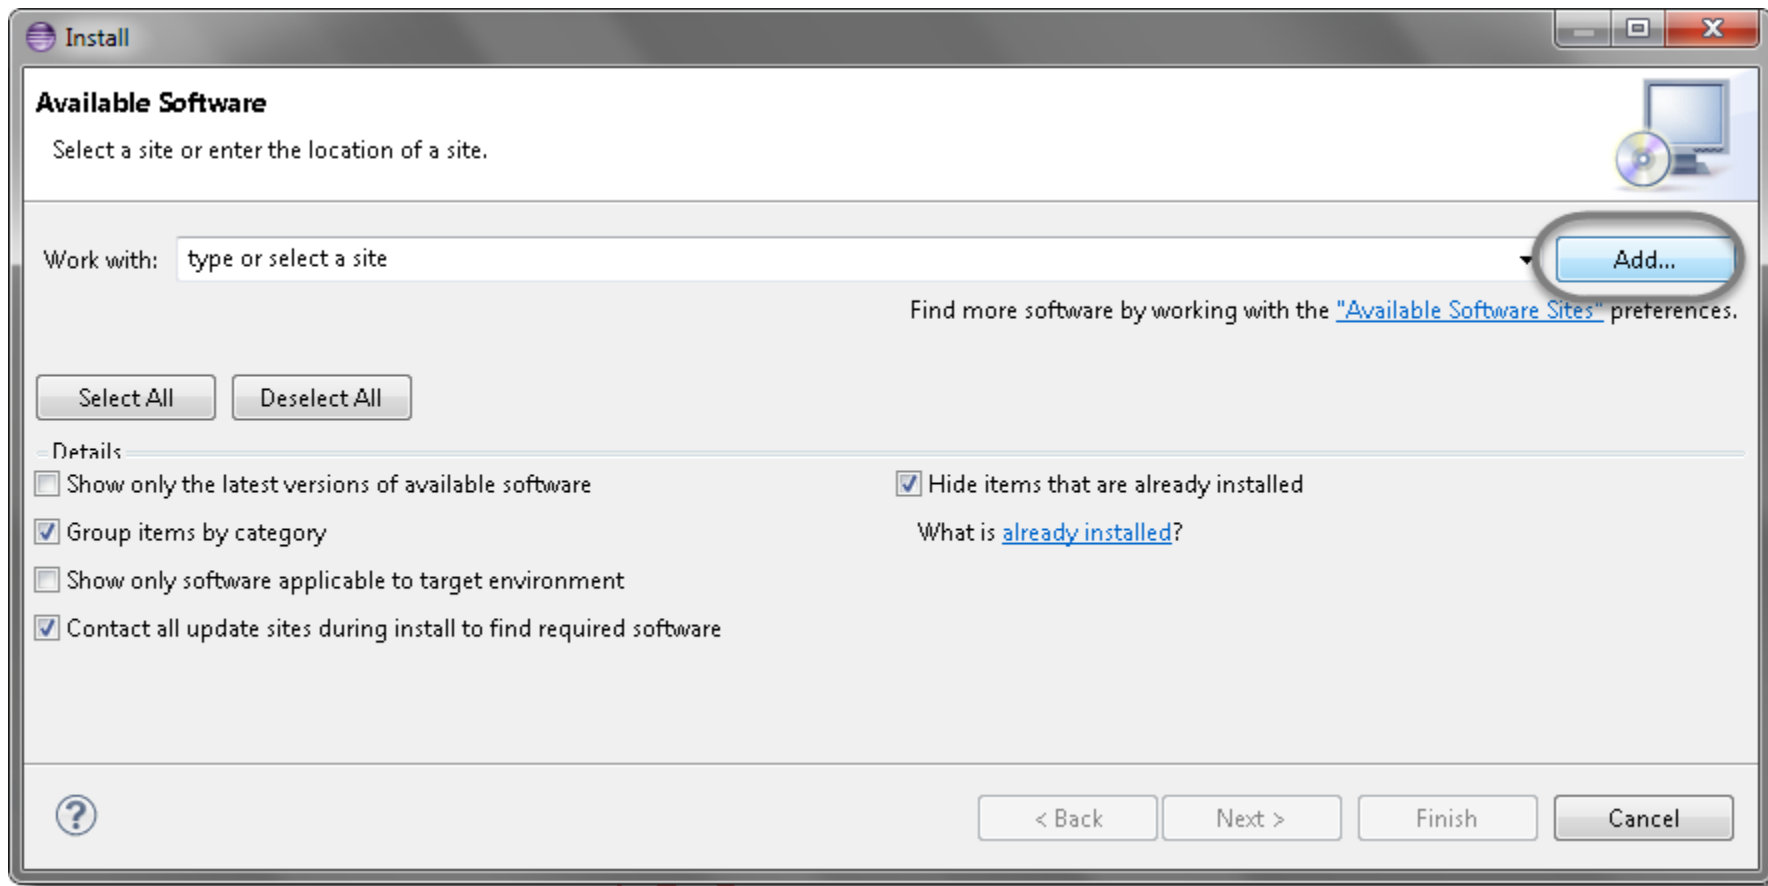 Install
Available Software
Select a site or enter the location of a site.
Work with: type or select a site Add...
Find more software by working with the "Available Software Sites" preferences.
Select All Deselect All
Details
Show only the latest versions of available software Hide items that are already installed
Group items by category What is already installed?
Show only software applicable to target environment
Contact all update sites during install to find required software
? < Back Next > Finish Cancel